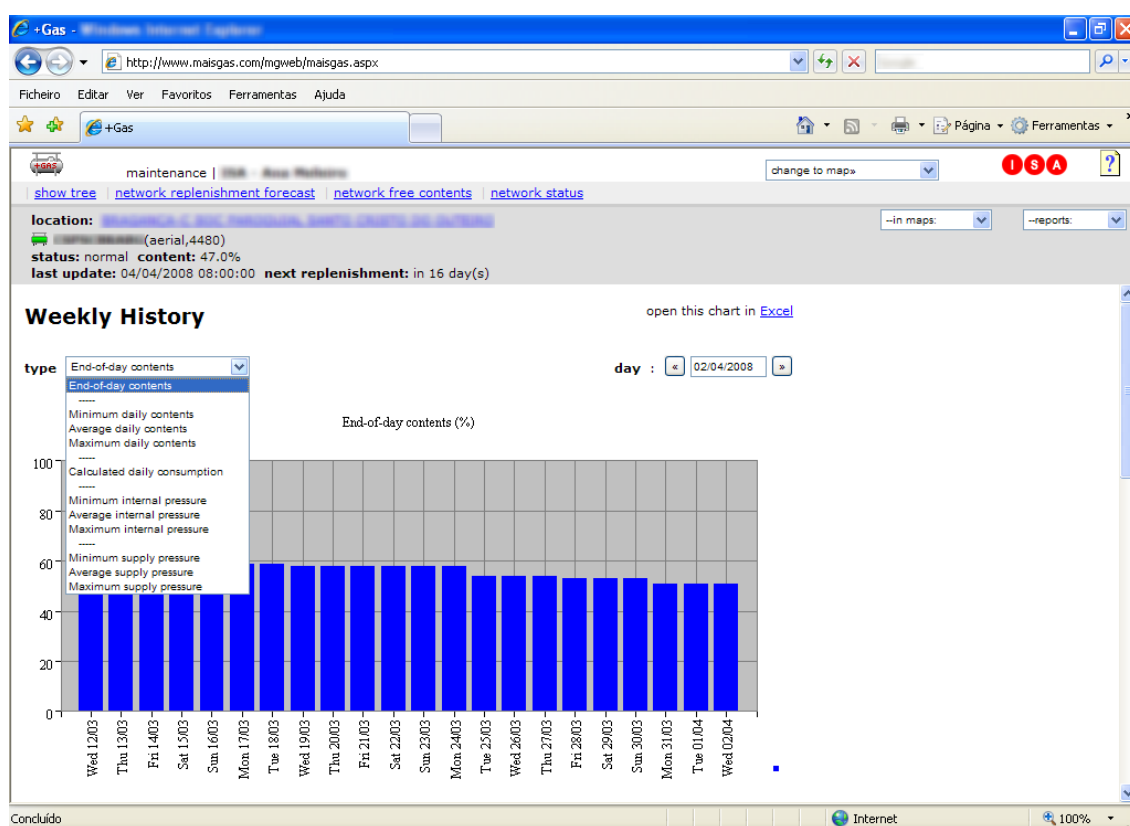 +Gas -
http://www.maisgas.com/mgweb/maisgas.aspx
Ficheiro Editar Ver Favoritos Ferramentas Ajuda
+Gas
Página
Ferramentas
+GAS
maintenance |
change to map»
I S A
?
show tree | network replenishment forecast | network free contents | network status
location:
--in maps:
--reports:
(aerial,4480)
status: normal content: 47.0%
last update: 04/04/2008 08:00:00 next replenishment: in 16 day(s)
Weekly History
open this chart in Excel
type
End-of-day contents
day :
«
02/04/2008
»
End-of-day contents
-----
Minimum daily contents
Average daily contents
Maximum daily contents
-----
Calculated daily consumption
-----
Minimum internal pressure
Average internal pressure
Maximum internal pressure
-----
Minimum supply pressure
Average supply pressure
Maximum supply pressure
End-of-day contents (%)
100
80
60
40
20
0
Wed 12/03
Thu 13/03
Fri 14/03
Sat 15/03
Sun 16/03
Mon 17/03
Tue 18/03
Wed 19/03
Thu 20/03
Fri 21/03
Sat 22/03
Sun 23/03
Mon 24/03
Tue 25/03
Wed 26/03
Thu 27/03
Fri 28/03
Sat 29/03
Sun 30/03
Mon 31/03
Tue 01/04
Wed 02/04
Concluído
Internet
100%